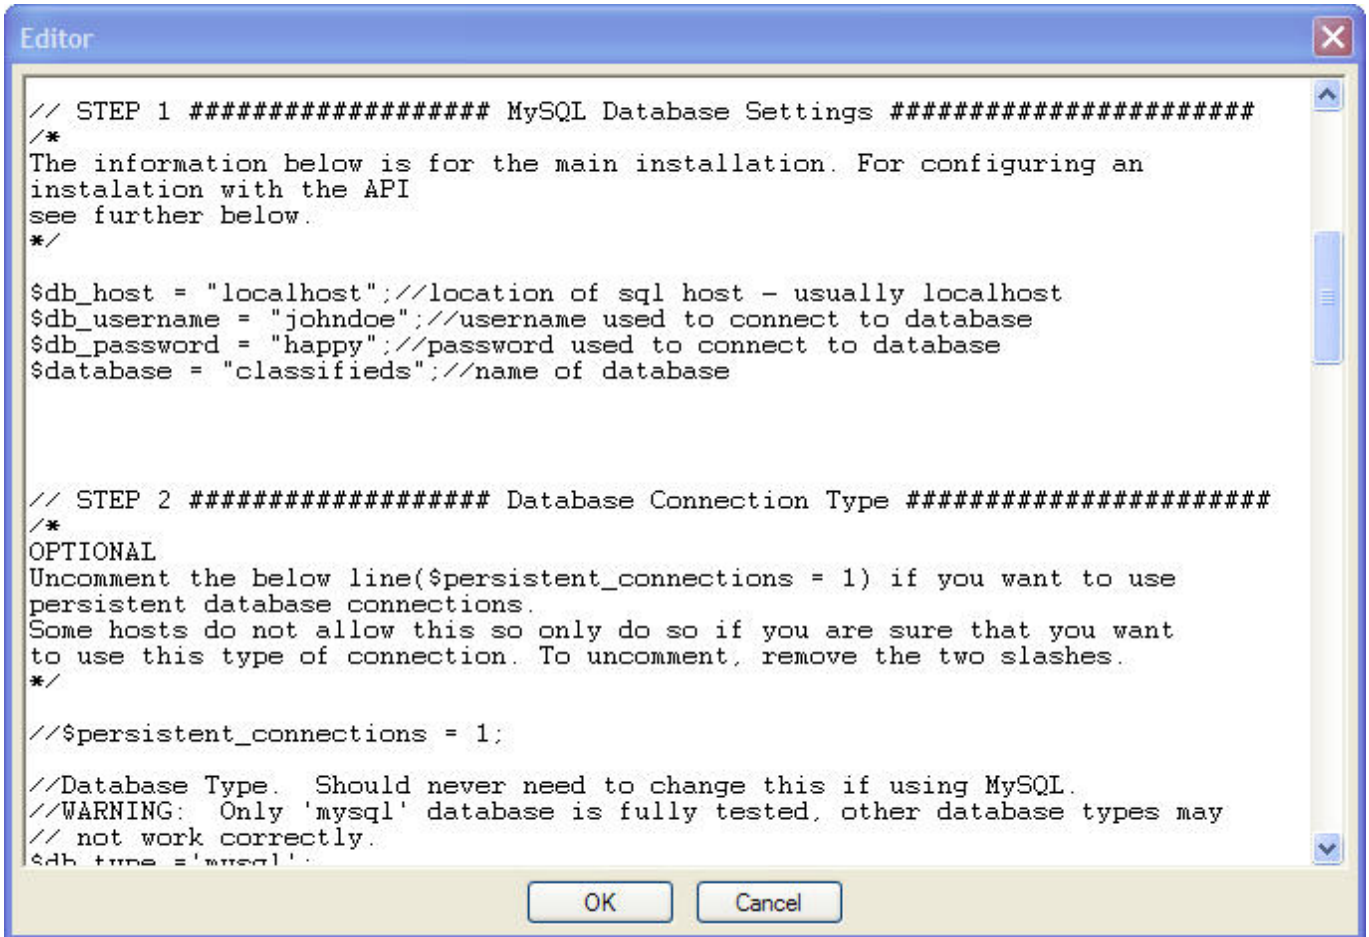 Editor
// STEP 1 ################### MySQL Database Settings #######################
/*
The information below is for the main installation. For configuring an
instalation with the API
see further below.
*/
$db_host = "localhost";//location of sql host – usually localhost
$db_username = "johndoe";//username used to connect to database
$db_password = "happy";//password used to connect to database
$database = "classifieds";//name of database
// STEP 2 ################### Database Connection Type #######################
/*
OPTIONAL
Uncomment the below line($persistent_connections = 1) if you want to use
persistent database connections.
Some hosts do not allow this so only do so if you are sure that you want
to use this type of connection. To uncomment, remove the two slashes.
*/
//$persistent_connections = 1;
//Database Type.  Should never need to change this if using MySQL.
//WARNING:  Only 'mysql' database is fully tested, other database types may
// not work correctly.
$db_type ='mysql';
OK
Cancel